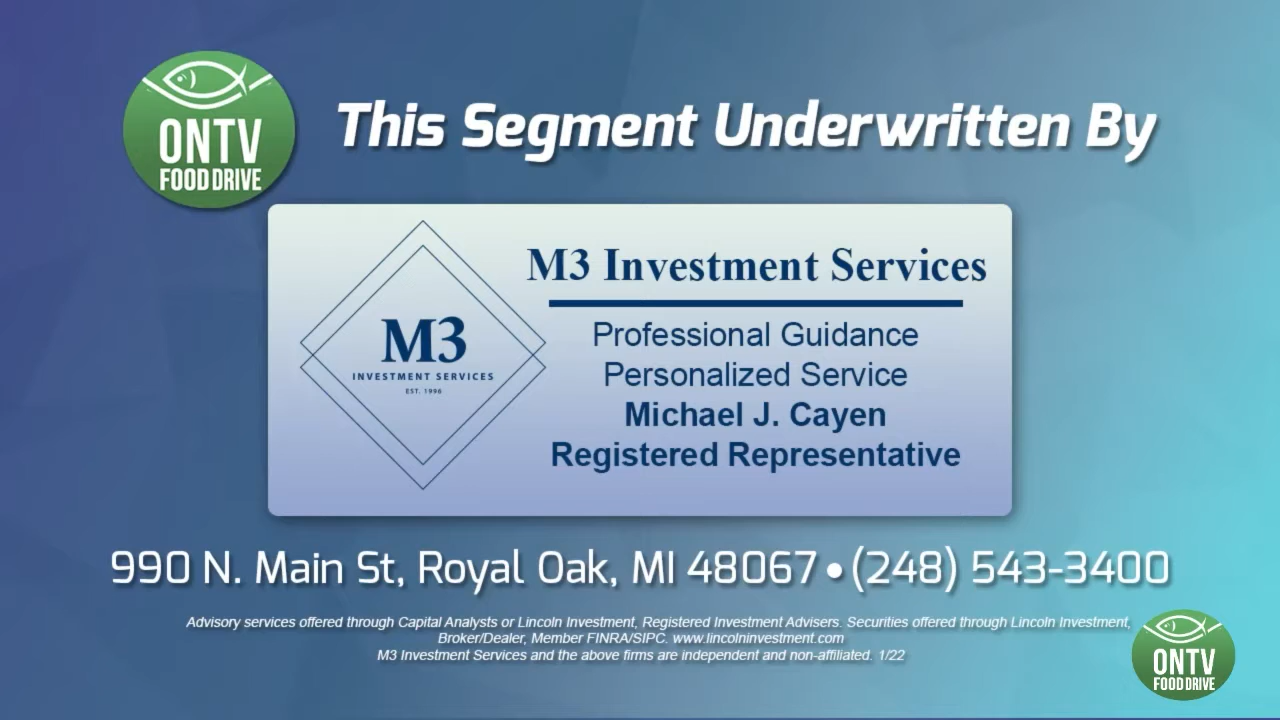 ONTV
FOOD DRIVE
This Segment Underwritten By
M3
INVESTMENT SERVICES
EST. 1996
M3 Investment Services
Professional Guidance
Personalized Service
Michael J. Cayen
Registered Representative
990 N. Main St, Royal Oak, MI 48067•(248) 543-3400
Advisory services offered through Capital Analysts or Lincoln Investment, Registered Investment Advisers. Securities offered through Lincoln Investment,
Broker/Dealer, Member FINRA/SIPC. www.lincolninvestment.com
M3 Investment Services and the above firms are independent and non-affiliated. 1/22
ONTV
FOOD DRIVE